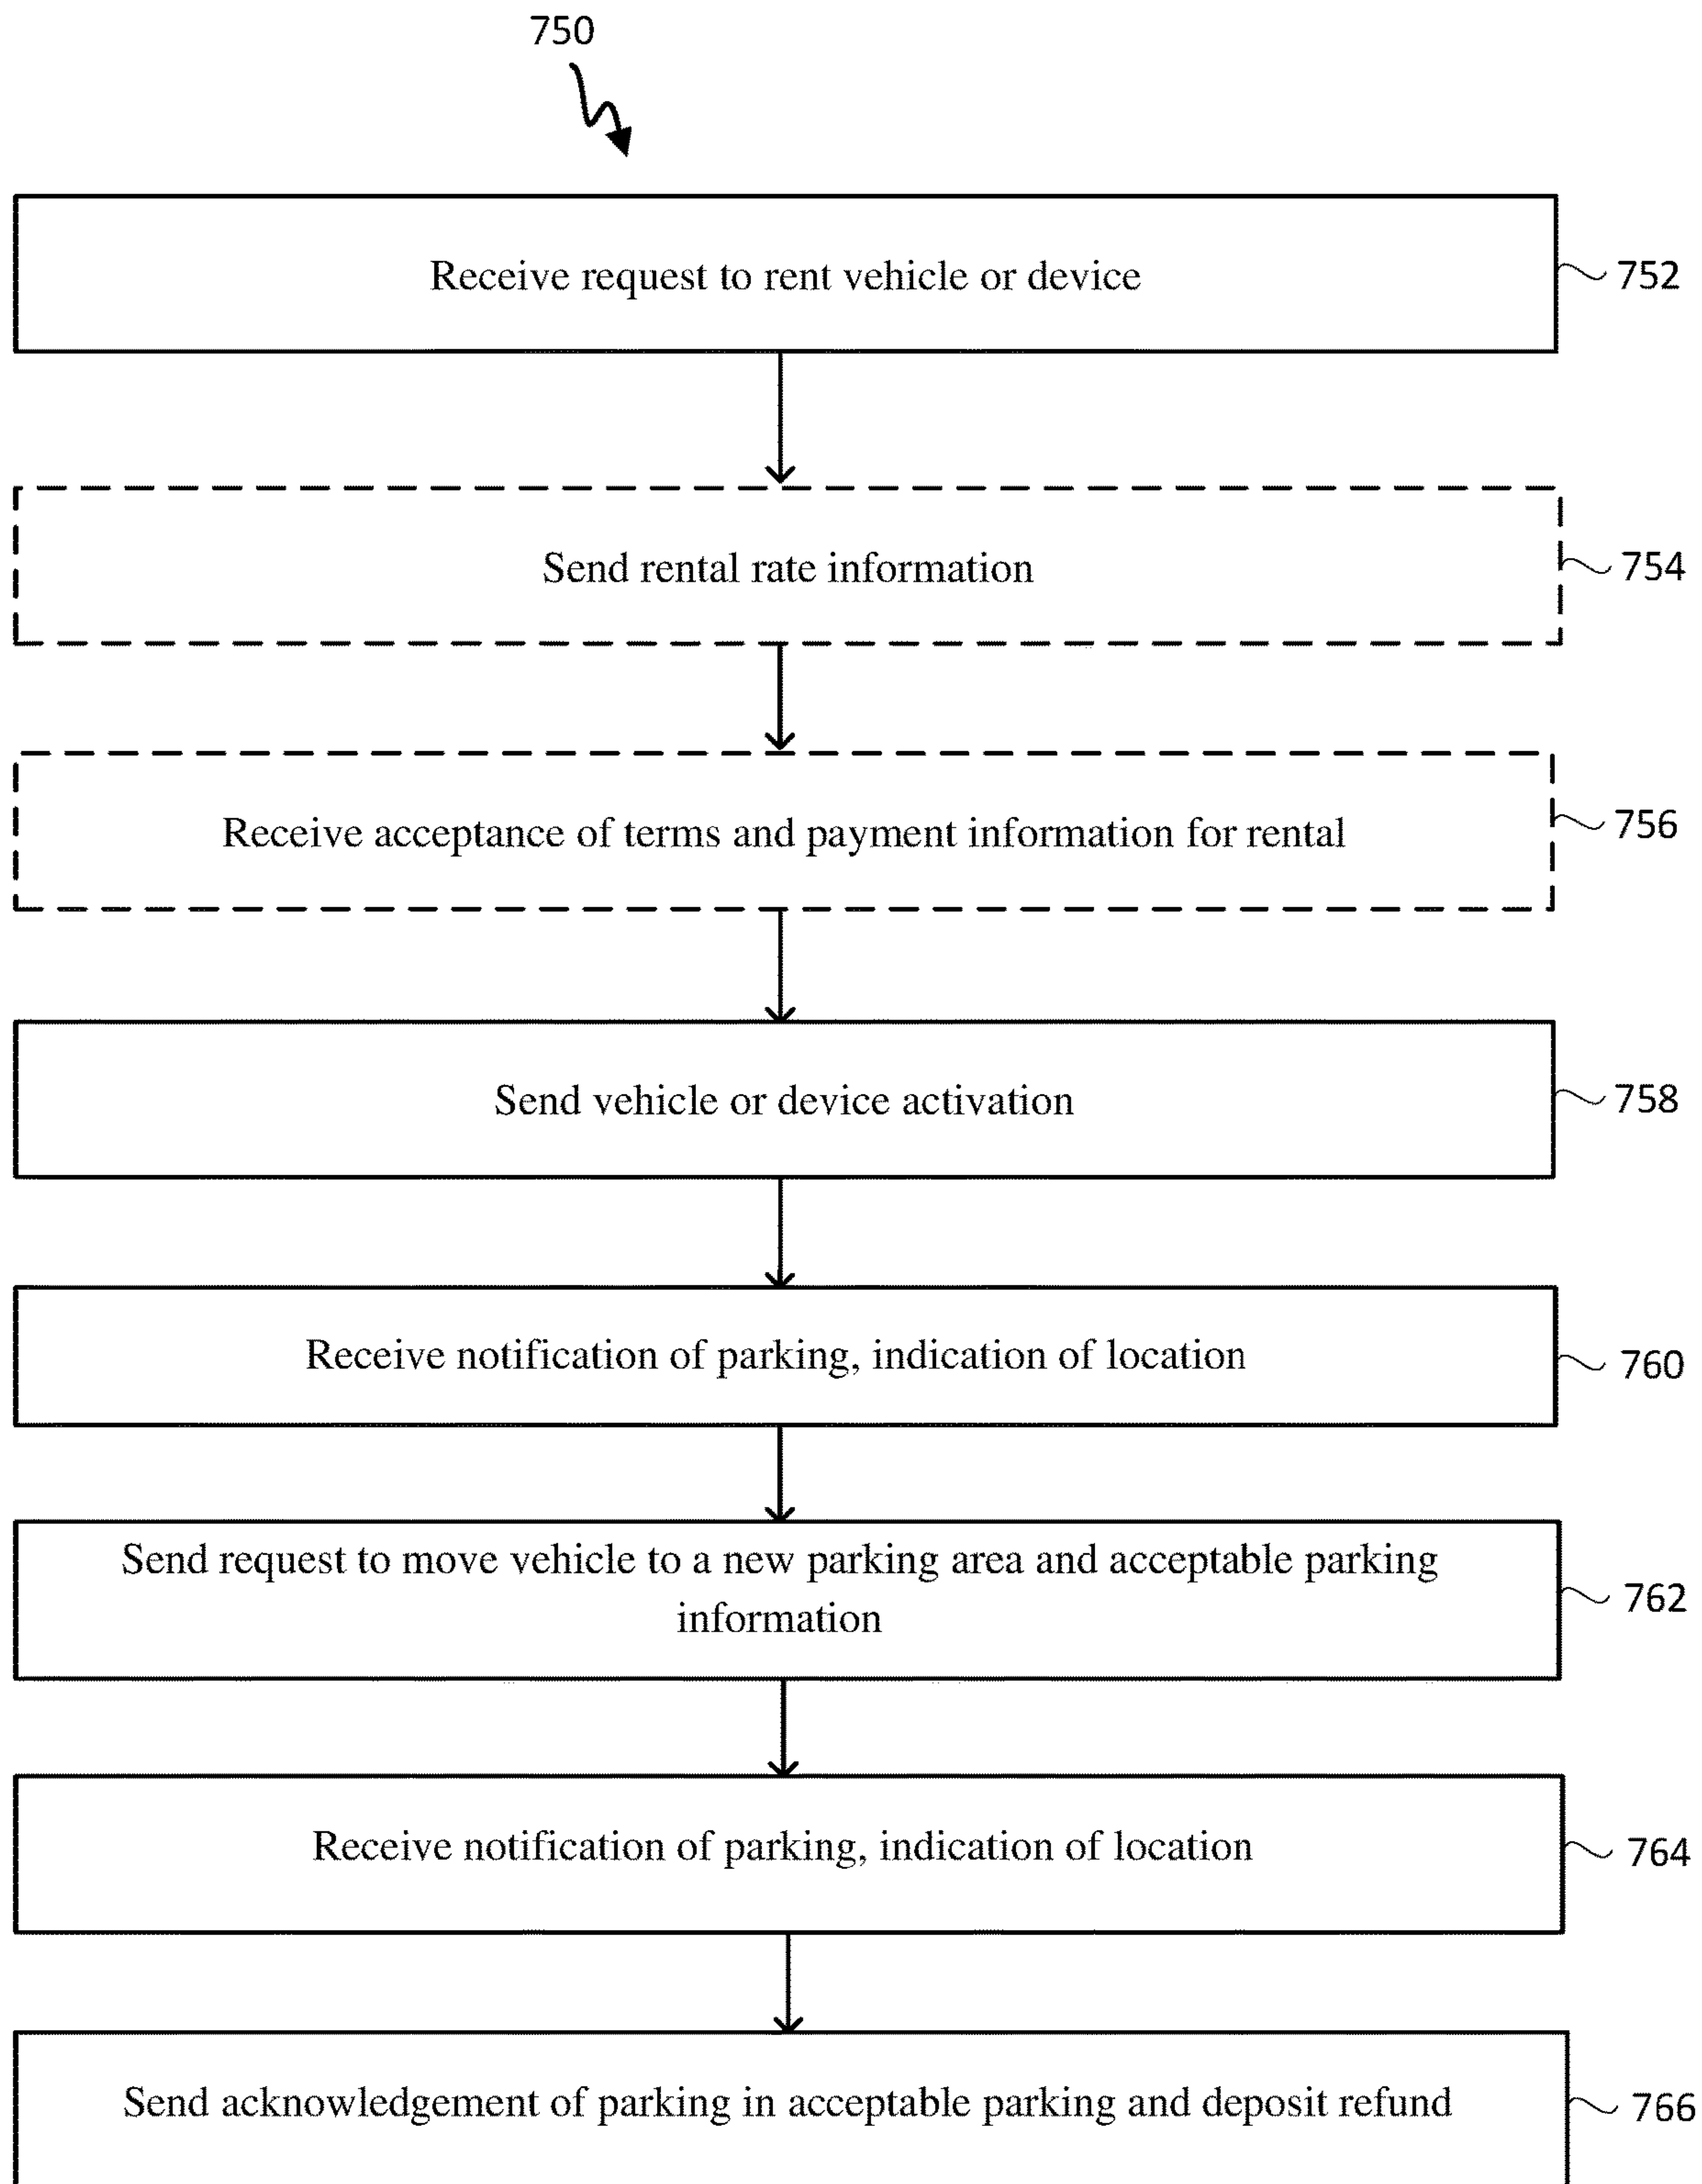 750
Receive request to rent vehicle or device
752
Send rental rate information
754
Receive acceptance of terms and payment information for rental
756
Send vehicle or device activation
758
Receive notification of parking, indication of location
760
Send request to move vehicle to a new parking area and acceptable parking
information
762
Receive notification of parking, indication of location
764
Send acknowledgement of parking in acceptable parking and deposit refund
766